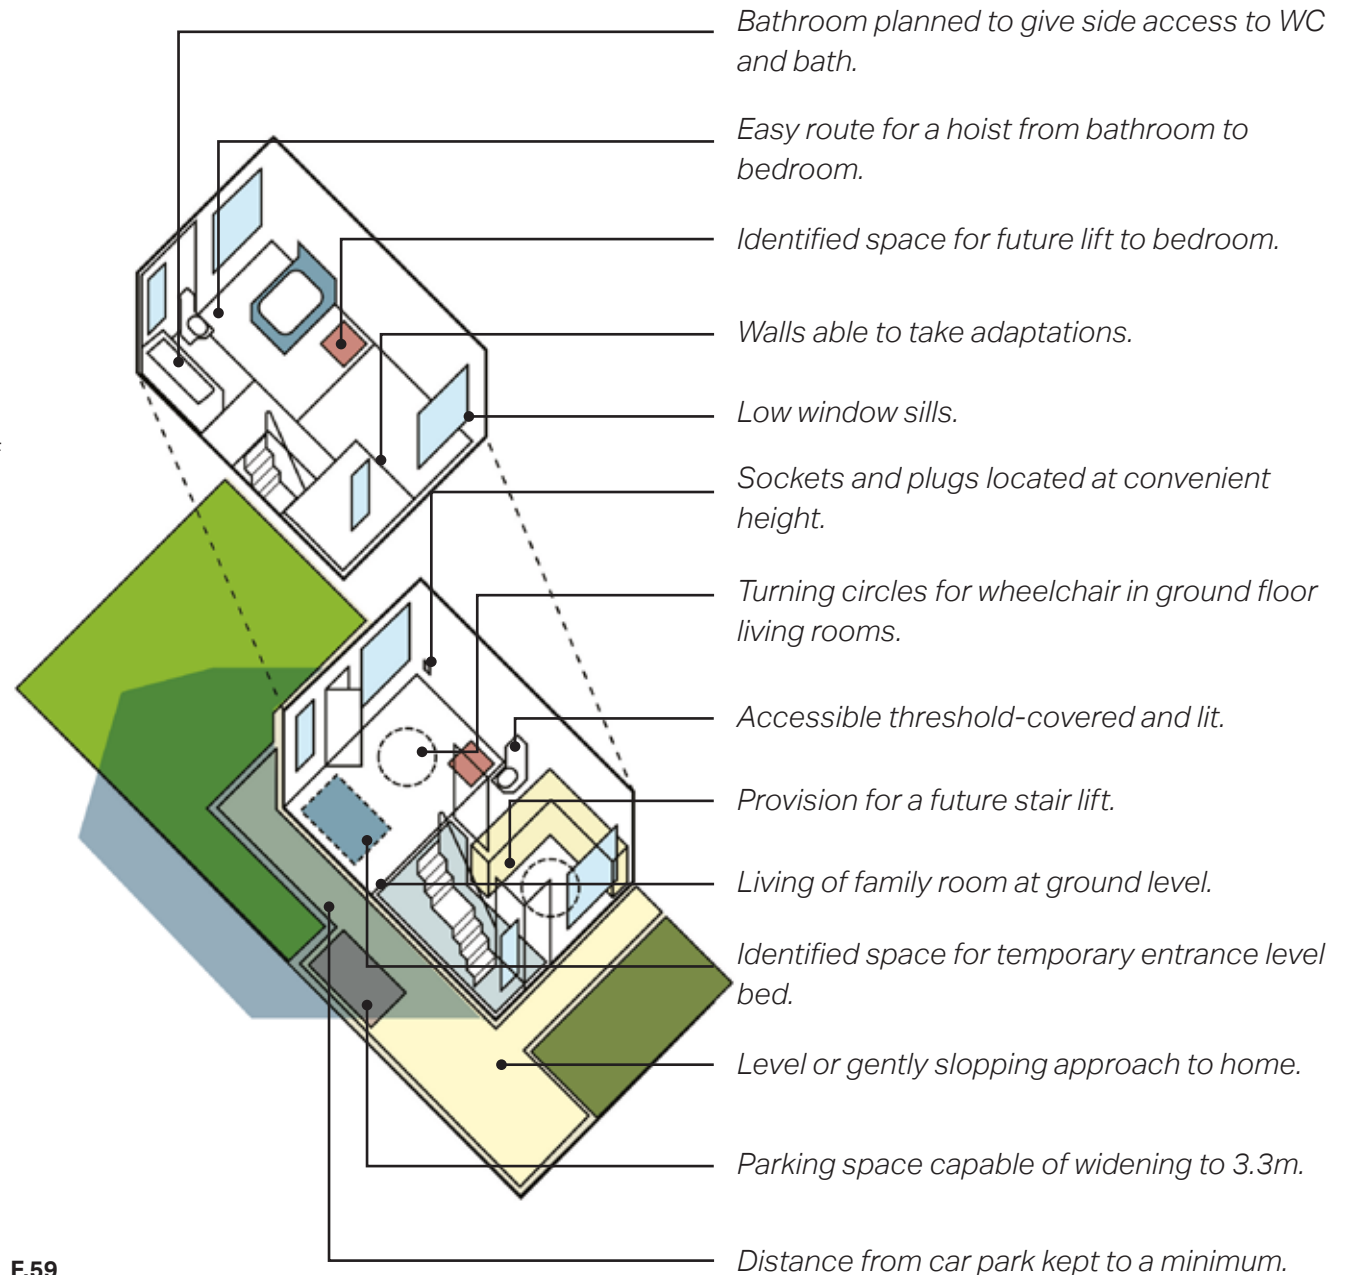 Bathroom planned to give side access to WC
and bath.
Easy route for a hoist from bathroom to
bedroom.
Identified space for future lift to bedroom.
Walls able to take adaptations.
Low window sills.
Sockets and plugs located at convenient
height.
Turning circles for wheelchair in ground floor
living rooms.
Accessible threshold-covered and lit.
Provision for a future stair lift.
Living of family room at ground level.
Identified space for temporary entrance level
bed.
Level or gently slopping approach to home.
Parking space capable of widening to 3.3m.
Distance from car park kept to a minimum.
F.59